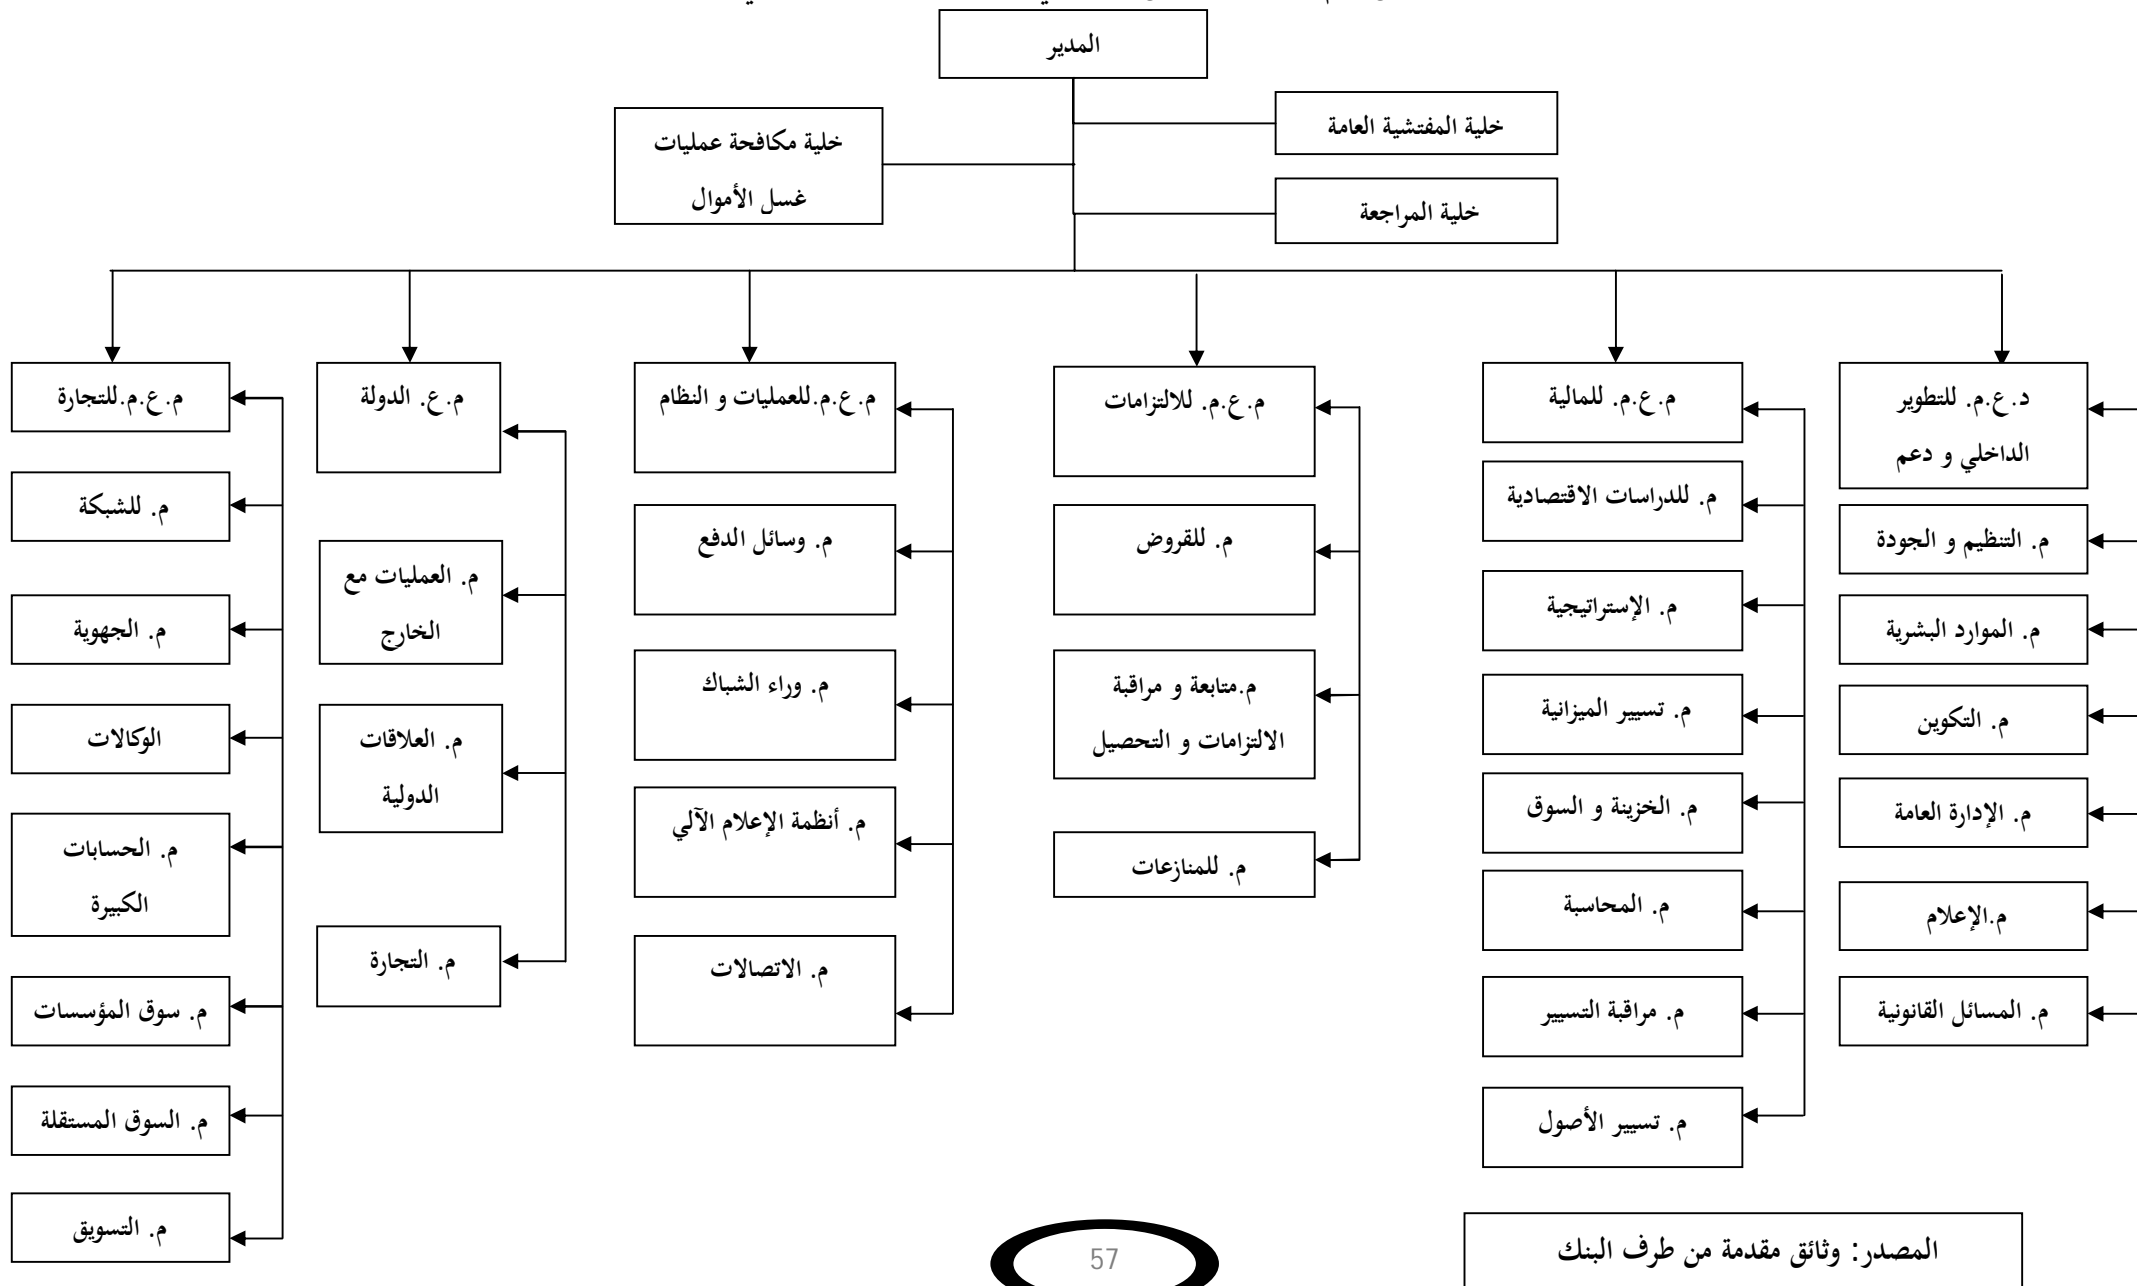 المدير
خلية المفتشية العامة
خلية مكافحة عمليات
غسل الأموال
خلية المراجعة
د.ع.م. للتطوير
الداخلي و دعم
م. التنظيم و الجودة
م. الموارد البشرية
م. التكوين
م. الإدارة العامة
م.الإعلام
م. المسائل القانونية
م.ع.م. للمالية
م. للدراسات الاقتصادية
م. الإستراتيجية
م. تسيير الميزانية
م. الخزينة و السوق
م. المحاسبة
م. مراقبة التسيير
م. تسيير الأصول
م.ع.م. للالتزامات
م. للقروض
م.متابعة و مراقبة
الالتزامات و التحصيل
م. للمنازعات
م.ع.م.للعمليات و النظام
م. وسائل الدفع
م. وراء الشباك
م. أنظمة الإعلام الآلي
م. الاتصالات
م.ع. الدولة
م. العمليات مع
الخارج
م. العلاقات
الدولية
م. التجارة
م.ع.م.للتجارة
م. للشبكة
م. الجهوية
الوكالات
م. الحسابات
الكبيرة
م. سوق المؤسسات
م. السوق المستقلة
م. التسويق
المصدر: وثائق مقدمة من طرف البنك
57